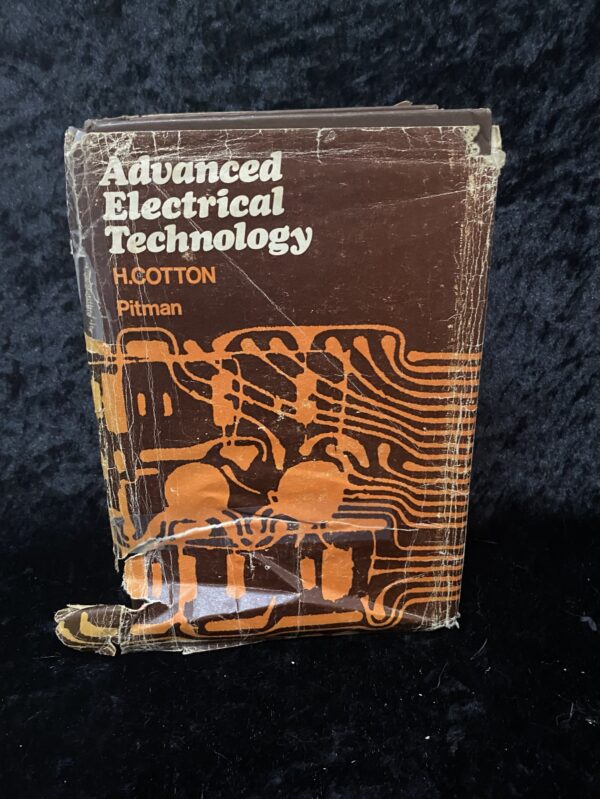 Advanced
Electrical
Technology
H.COTTON
Pitman